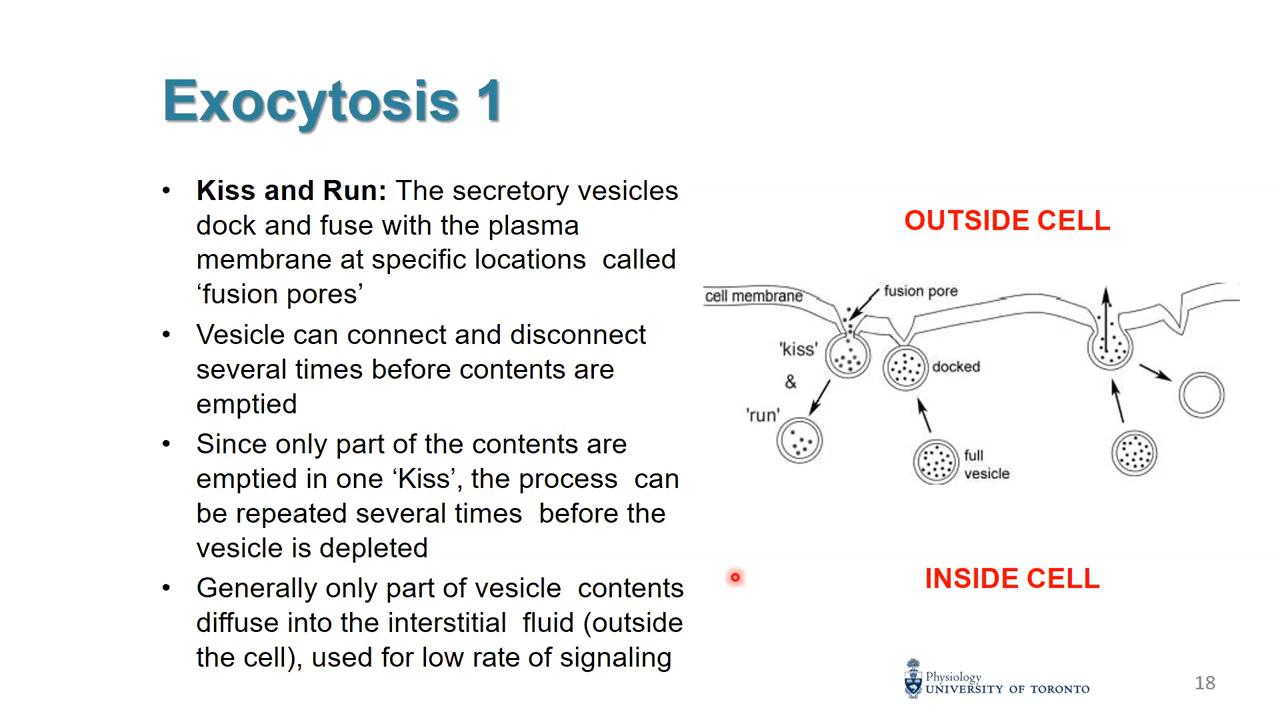 Exocytosis 1
• Kiss and Run: The secretory vesicles
dock and fuse with the plasma
membrane at specific locations  called
‘fusion pores’
• Vesicle can connect and disconnect
several times before contents are
emptied
• Since only part of the contents are
emptied in one ‘Kiss’, the process  can
be repeated several times  before the
vesicle is depleted
• Generally only part of vesicle  contents
diffuse into the interstitial  fluid (outside
the cell), used for low rate of signaling
OUTSIDE CELL
cell membrane
fusion pore
'kiss'
&
'run'
docked
full
vesicle
INSIDE CELL
Physiology
UNIVERSITY OF TORONTO
18